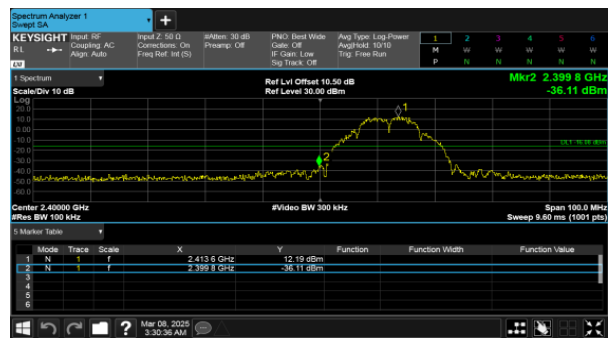 Spectrum Analyzer 1
Swept SA
+
KEYSIGHT Input: RF Input Z: 50 Ω #Atten: 30 dB PNO: Best Wide Avg Type: Log-Power 1 2 3 4 5 6
RL Coupling: AC Corrections: On Preamp: Off Gate: Off Avg|Hold: 10/10 M W W W W W
Align: Auto Freq Ref: Int (S) IF Gain: Low Trig: Free Run
Sig Track: Off P N N N N N
LXI
1 Spectrum Ref Lvl Offset 10.50 dB Mkr2 2.399 8 GHz
Scale/Div 10 dB Ref Level 30.00 dBm -36.11 dBm
Log
20.0
10.0
0.00
-10.0
-20.0
-30.0
-40.0
-50.0
-60.0
1
2
Center 2.40000 GHz #Video BW 300 kHz Span 100.0 MHz
#Res BW 100 kHz Sweep 9.60 ms (1001 pts)
5 Marker Table
Mode Trace Scale X Y Function Function Width Function Value
1 N 1 f 2.413 6 GHz 12.19 dBm
2 N 1 f 2.399 8 GHz -36.11 dBm
3
4
5
6
? Mar 08, 2025
3:30:36 AM